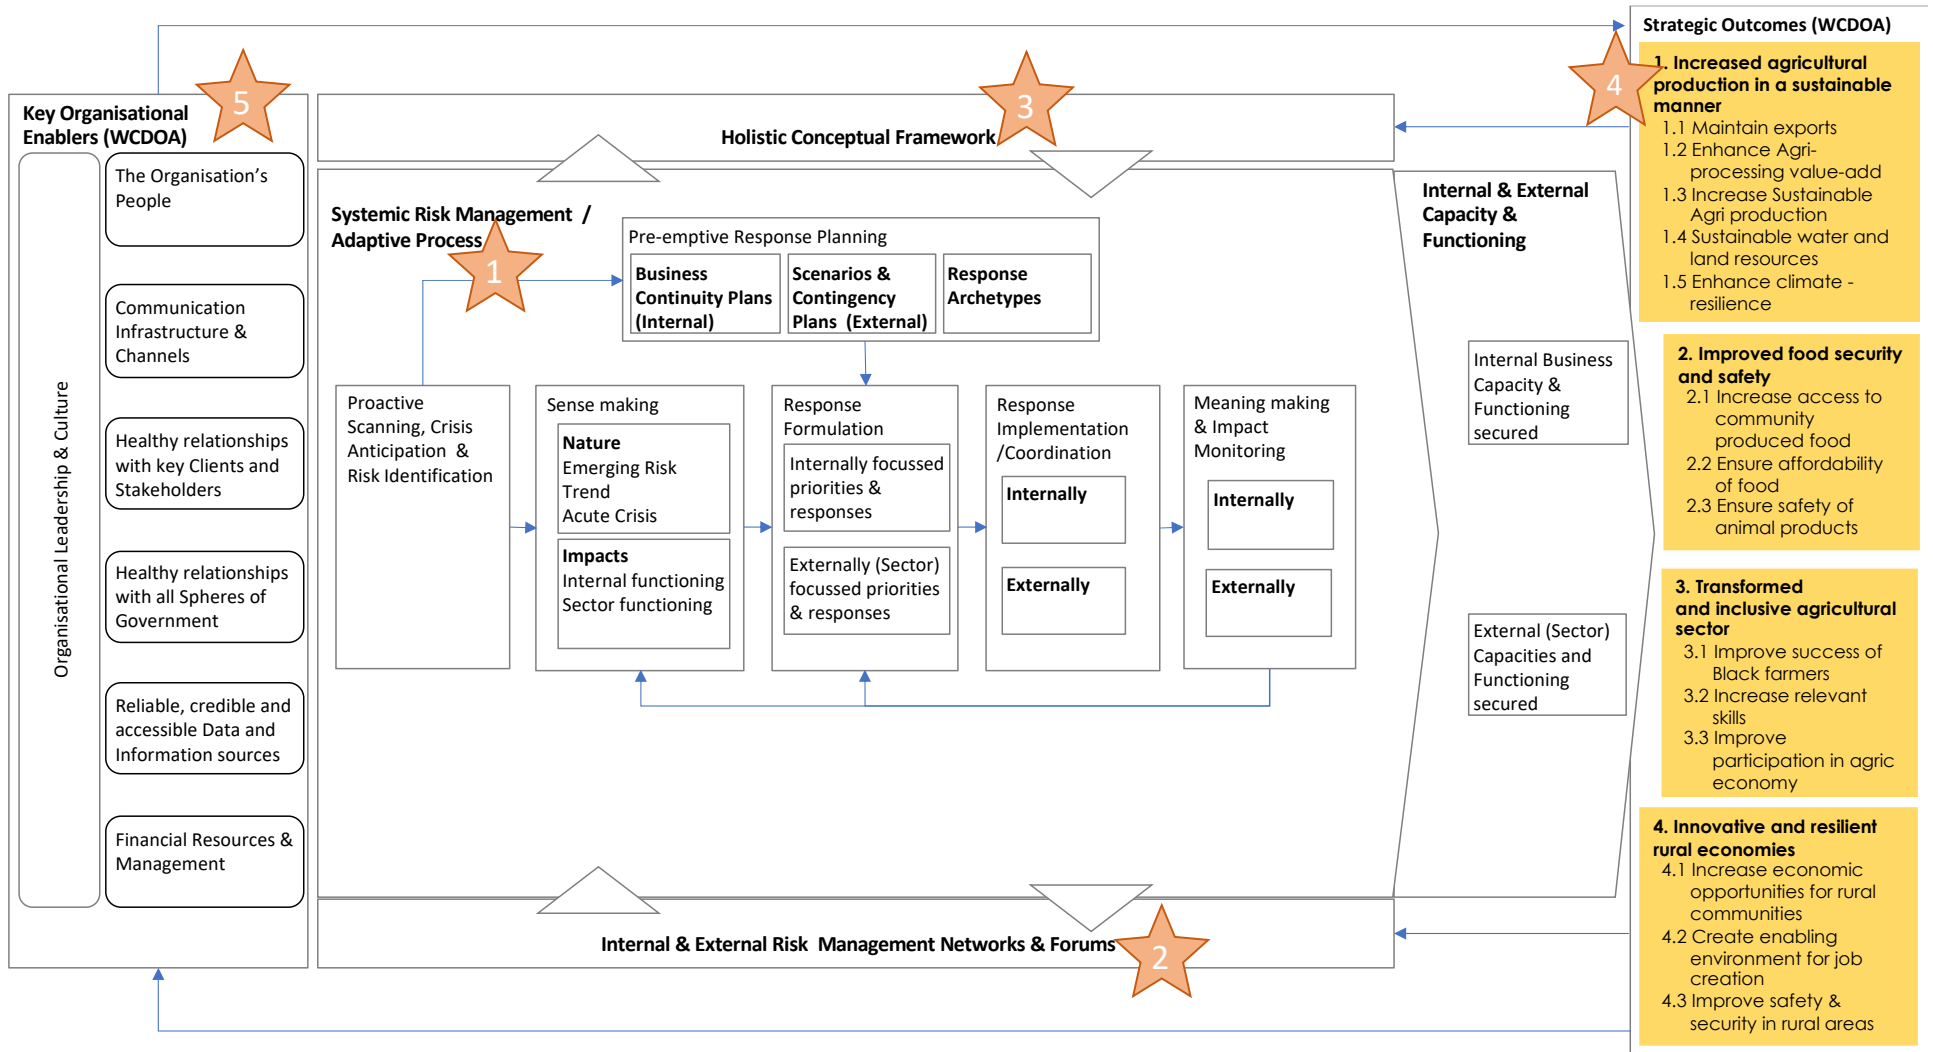 Strategic Outcomes (WCDOA)
5
3
4
Key Organisational
Enablers (WCDOA)
Organisational Leadership & Culture
The Organisation's
People
Communication
Infrastructure &
Channels
Healthy relationships
with key Clients and
Stakeholders
Healthy relationships
with all Spheres of
Government
Reliable, credible and
accessible Data and
Information sources
Financial Resources &
Management
Holistic Conceptual Framework
Systemic Risk Management /
Adaptive Process
1
Pre-emptive Response Planning
Business
Continuity Plans
(Internal)
Scenarios &
Contingency
Plans (External)
Response
Archetypes
Proactive
Scanning, Crisis
Anticipation &
Risk Identification
Sense making
Nature
Emerging Risk
Trend
Acute Crisis
Impacts
Internal functioning
Sector functioning
Response
Formulation
Internally focussed
priorities &
responses
Externally (Sector)
focussed priorities
& responses
Response
Implementation
/Coordination
Internally
Externally
Meaning making
& Impact
Monitoring
Internally
Externally
Internal & External Risk Management Networks & Forums
2
Internal & External
Capacity &
Functioning
Internal Business
Capacity &
Functioning
secured
External (Sector)
Capacities and
Functioning
secured
1. Increased agricultural
production in a sustainable
manner
1.1 Maintain exports
1.2 Enhance Agri-
processing value-add
1.3 Increase Sustainable
Agri production
1.4 Sustainable water and
land resources
1.5 Enhance climate -
resilience
2. Improved food security
and safety
2.1 Increase access to
community
produced food
2.2 Ensure affordability
of food
2.3 Ensure safety of
animal products
3. Transformed
and inclusive agricultural
sector
3.1 Improve success of
Black farmers
3.2 Increase relevant
skills
3.3 Improve
participation in agric
economy
4. Innovative and resilient
rural economies
4.1 Increase economic
opportunities for rural
communities
4.2 Create enabling
environment for job
creation
4.3 Improve safety &
security in rural areas